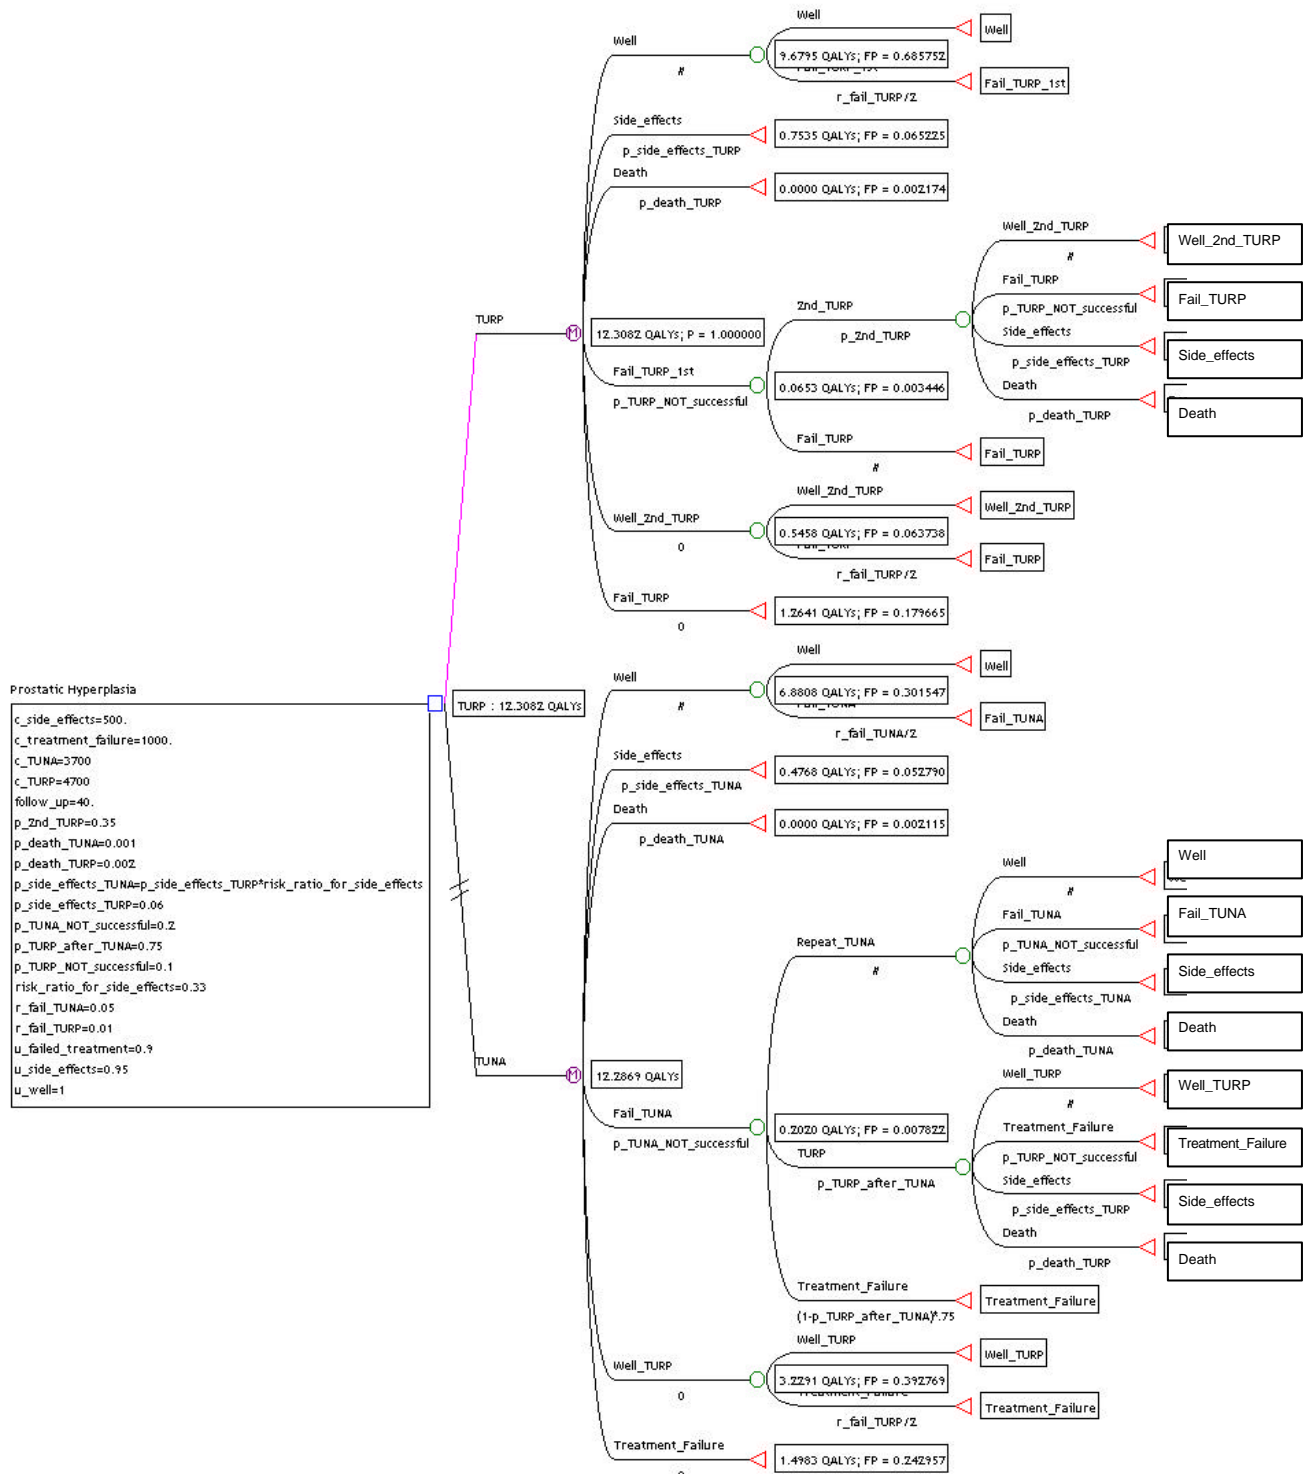 Well
Well
Well
9.6795 QALYs; FP = 0.685752
#
Fail_TURP_1st
r_fail_TURP/2
Side_effects
0.7535 QALYs; FP = 0.065225
p_side_effects_TURP
Death
0.0000 QALYs; FP = 0.002174
p_death_TURP
Well_2nd_TURP
Well_2nd_TURP
#
Fail_TURP
Fail_TURP
p_TURP_NOT_successful
2nd_TURP
TURP
12.3082 QALYs; P = 1.000000
p_2nd_TURP
Side_effects
Side_effects
p_side_effects_TURP
Fail_TURP_1st
0.0653 QALYs; FP = 0.003446
p_TURP_NOT_successful
Death
Death
p_death_TURP
Fail_TURP
Fail_TURP
#
Well_2nd_TURP
Well_2nd_TURP
Well_2nd_TURP
0.5458 QALYs; FP = 0.063738
0
Fail_TURP
r_fail_TURP/2
Fail_TURP
1.2641 QALYs; FP = 0.179665
0
Well
Well
Well
6.8808 QALYs; FP = 0.301547
#
Fail_TUNA
r_fail_TUNA/2
Prostatic Hyperplasia
TURP : 12.3082 QALYs
c_side_effects=500.
c_treatment_failure=1000.
c_TUNA=3700
c_TURP=4700
follow_up=40.
p_2nd_TURP=0.35
p_death_TUNA=0.001
p_death_TURP=0.002
p_side_effects_TUNA=p_side_effects_TURP*risk_ratio_for_side_effects
p_side_effects_TURP=0.06
p_TUNA_NOT_successful=0.2
p_TURP_after_TUNA=0.75
p_TURP_NOT_successful=0.1
risk_ratio_for_side_effects=0.33
r_fail_TUNA=0.05
r_fail_TURP=0.01
u_failed_treatment=0.9
u_side_effects=0.95
u_well=1
Side_effects
0.4768 QALYs; FP = 0.052790
p_side_effects_TUNA
Death
0.0000 QALYs; FP = 0.002115
p_death_TUNA
Well
Well
#
Fail_TUNA
Fail_TUNA
p_TUNA_NOT_successful
Repeat_TUNA
#
Side_effects
Side_effects
p_side_effects_TUNA
Death
Death
p_death_TUNA
TUNA
12.2869 QALYs
Well_TURP
Well_TURP
#
Fail_TUNA
0.2020 QALYs; FP = 0.007822
p_TUNA_NOT_successful
Treatment_Failure
Treatment_Failure
p_TURP_NOT_successful
TURP
p_TURP_after_TUNA
Side_effects
Side_effects
p_side_effects_TURP
Death
Death
p_death_TURP
Treatment_Failure
Treatment_Failure
(1-p_TURP_after_TUNA)*.75
Well_TURP
Well_TURP
Well_TURP
3.2291 QALYs; FP = 0.392769
0
Treatment_Failure
r_fail_TURP/2
Treatment_Failure
1.4983 QALYs; FP = 0.242957